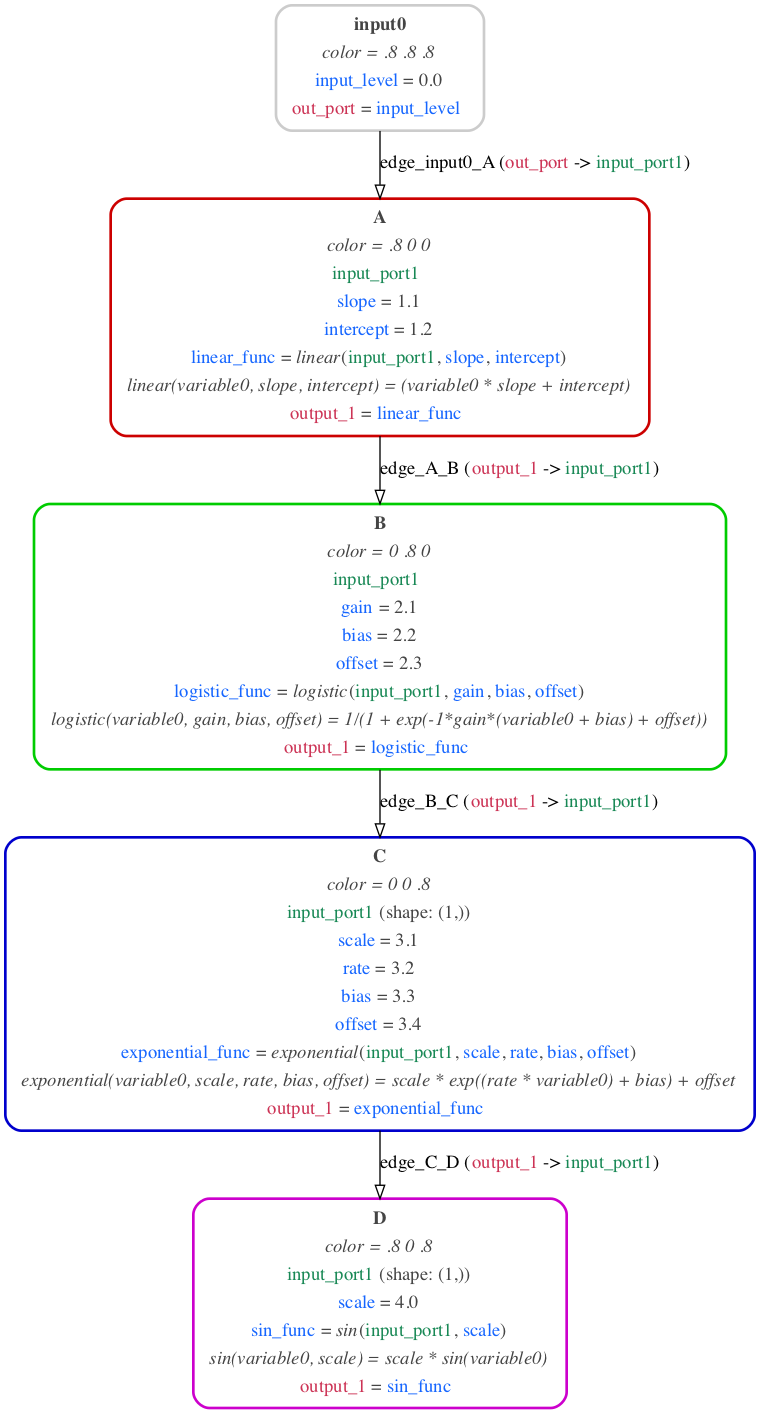 input0
color = .8 .8 .8
input_level = 0.0
out_port = input_level
edge_input0_A (out_port -> input_port1)
A
color = .8 0 0
input_port1
slope = 1.1
intercept = 1.2
linear_func = linear(input_port1, slope, intercept)
linear(variable0, slope, intercept) = (variable0 * slope + intercept)
output_1 = linear_func
edge_A_B (output_1 -> input_port1)
B
color = 0 .8 0
input_port1
gain = 2.1
bias = 2.2
offset = 2.3
logistic_func = logistic(input_port1, gain, bias, offset)
logistic(variable0, gain, bias, offset) = 1/(1 + exp(-1*gain*(variable0 + bias) + offset))
output_1 = logistic_func
edge_B_C (output_1 -> input_port1)
C
color = 0 0 .8
input_port1 (shape: (1,))
scale = 3.1
rate = 3.2
bias = 3.3
offset = 3.4
exponential_func = exponential(input_port1, scale, rate, bias, offset)
exponential(variable0, scale, rate, bias, offset) = scale * exp((rate * variable0) + bias) + offset
output_1 = exponential_func
edge_C_D (output_1 -> input_port1)
D
color = .8 0 .8
input_port1 (shape: (1,))
scale = 4.0
sin_func = sin(input_port1, scale)
sin(variable0, scale) = scale * sin(variable0)
output_1 = sin_func